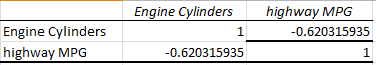 Engine Cylinders highway MPG
Engine Cylinders 1 -0.620315935
highway MPG -0.620315935 1